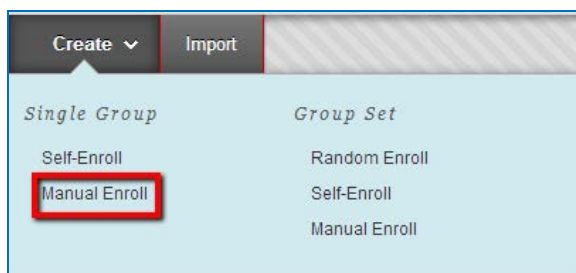 Create Import
Single Group
Self-Enroll
Manual Enroll
Group Set
Random Enroll
Self-Enroll
Manual Enroll